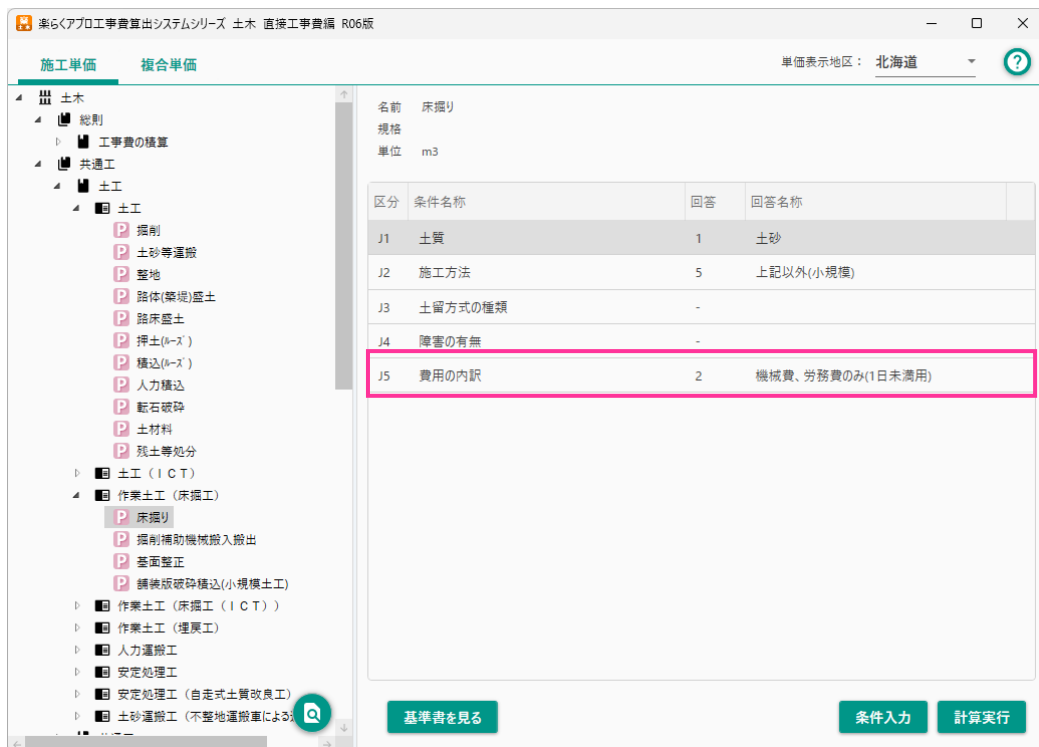 楽らくアプロ工事費算出システムシリーズ 土木 直接工事費編 R06版
施工単価 複合単価
単価表示地区： 北海道
土木
総則
工事費の積算
共通工
土工
土工
掘削
土砂等運搬
整地
路体(築堤)盛土
路床盛土
押土(ﾙｰｽﾞ)
積込(ﾙｰｽﾞ)
人力積込
転石破砕
土材料
残土等処分
土工（ＩＣＴ）
作業土工（床掘工）
床掘り
掘削補助機械搬入搬出
基面整正
舗装版破砕積込(小規模土工)
作業土工（床掘工（ＩＣＴ））
作業土工（埋戻工）
人力運搬工
安定処理工
安定処理工（自走式土質改良工）
土砂運搬工（不整地運搬車による
名前 床掘り
規格
単位 m3
区分 条件名称 回答 回答名称
J1 土質 1 土砂
J2 施工方法 5 上記以外(小規模)
J3 土留方式の種類 -
J4 障害の有無 -
J5 費用の内訳 2 機械費、労務費のみ(1日未満用)
基準書を見る 条件入力 計算実行